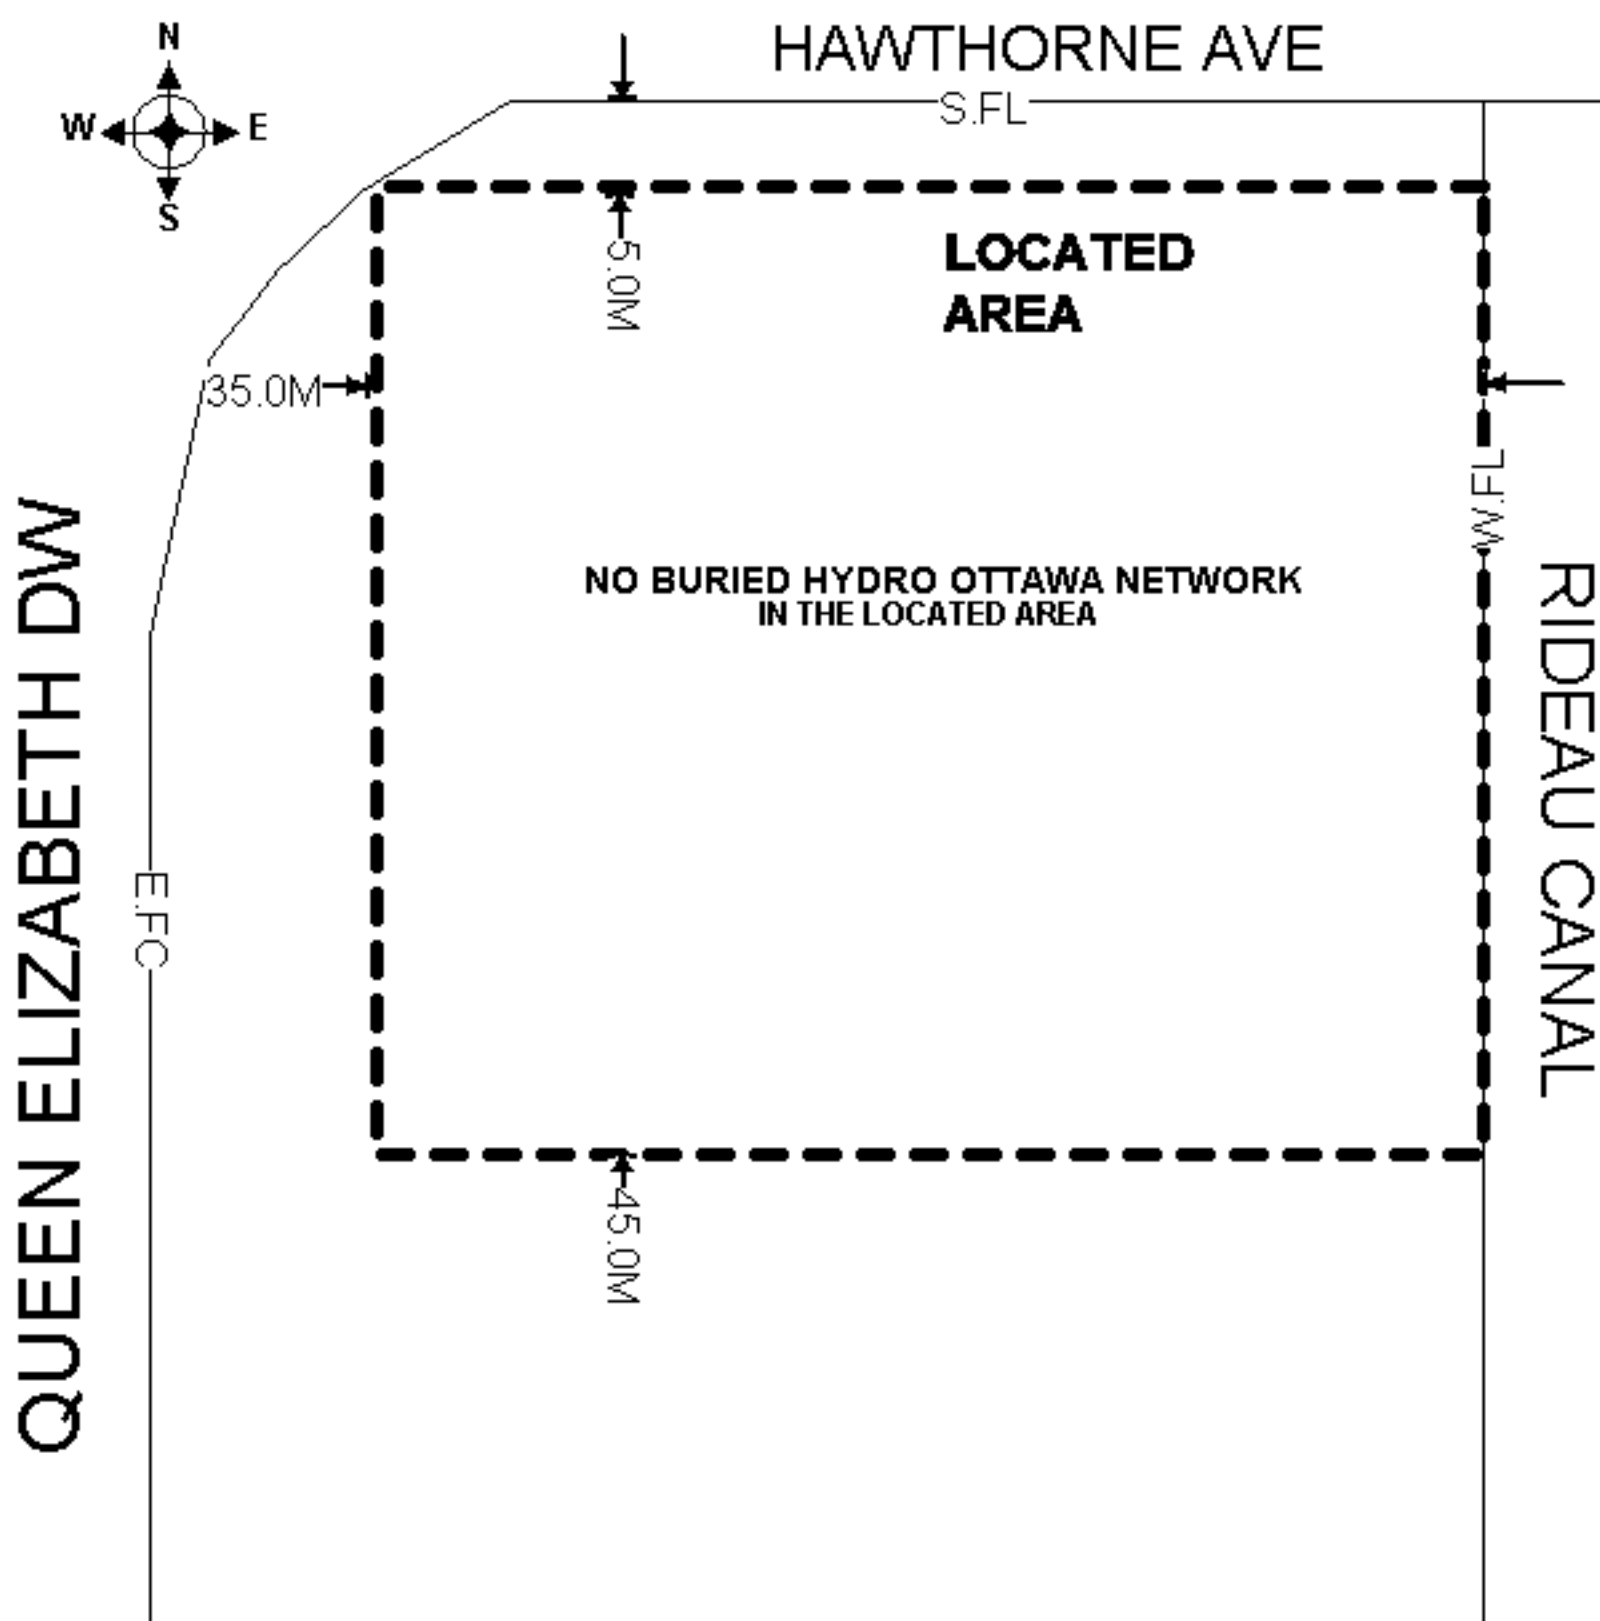 N
HAWTHORNE AVE
W
E
S.FL
S
LOCATED
AREA
5.0M
35.0M
W.FL
NO BURIED HYDRO OTTAWA NETWORK
IN THE LOCATED AREA
QUEEN ELIZABETH DW
RIDEAU CANAL
E.FC
45.0M